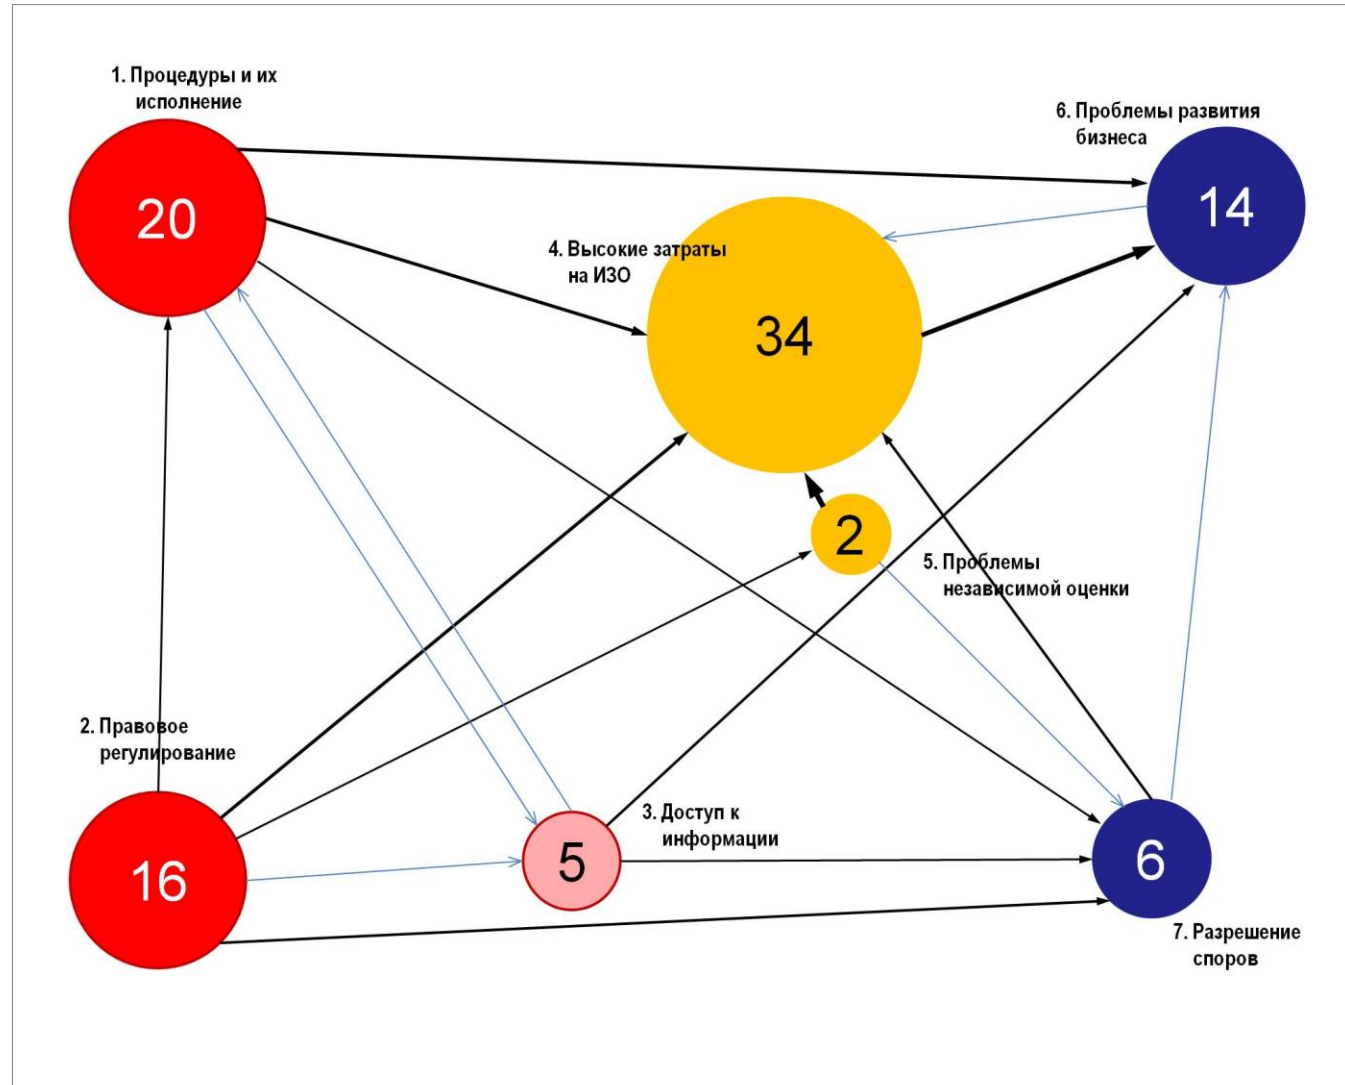 1. Процедуры и их
исполнение
6. Проблемы развития
бизнеса
20
14
4. Высокие затраты
на ИЗО
34
2
5. Проблемы
независимой оценки
2. Правовое
регулирование
3. Доступ к
информации
16
5
6
7. Разрешение
споров